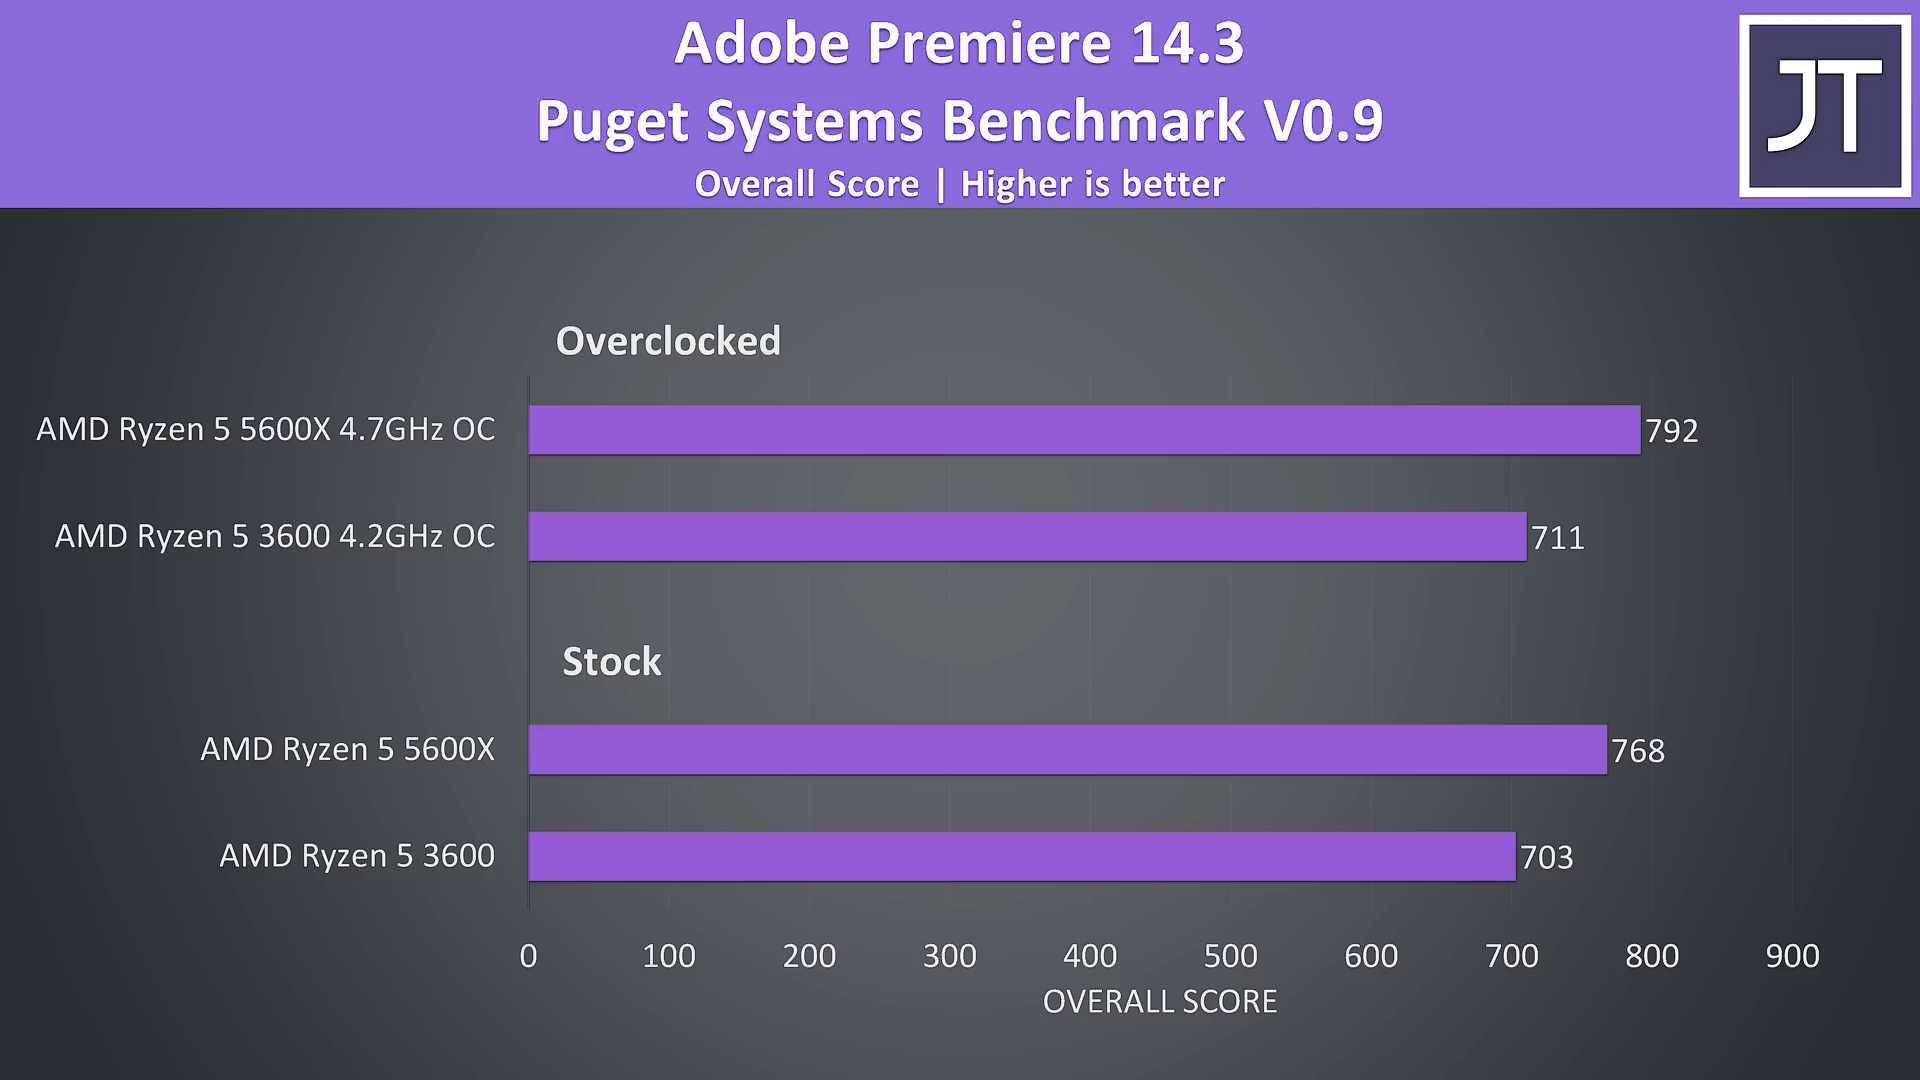 Adobe Premiere 14.3
Puget Systems Benchmark V0.9
Overall Score | Higher is better
JT
Overclocked
AMD Ryzen 5 5600X 4.7GHz OC 792
AMD Ryzen 5 3600 4.2GHz OC 711
Stock
AMD Ryzen 5 5600X 768
AMD Ryzen 5 3600 703
0 100 200 300 400 500 600 700 800 900
OVERALL SCORE